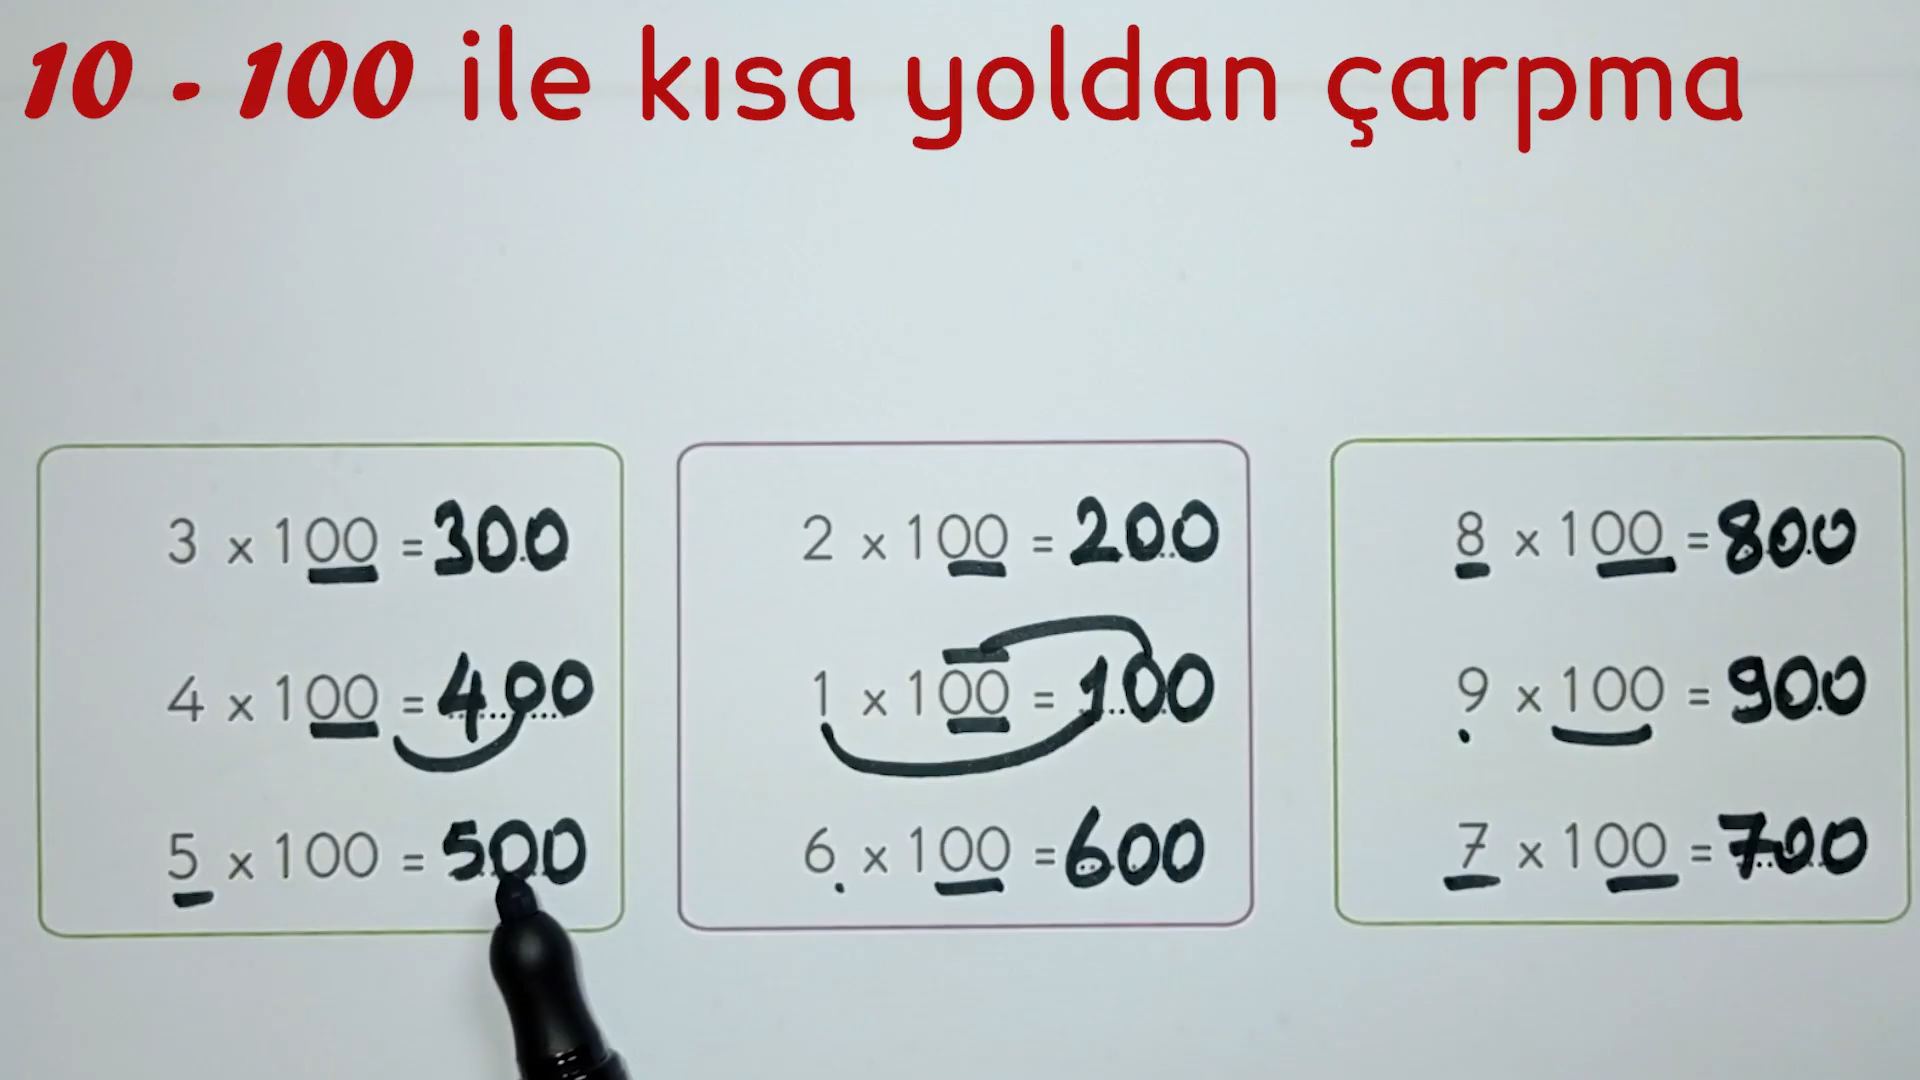 10 - 100 ile kısa yoldan çarpma
3 x 100 = 300
4 x 100 = 400
5 x 100 = 500
2 x 100 = 200
1 x 100 = 100
6 x 100 = 600
8 x 100 = 800
9 x 100 = 900
7 x 100 = 700